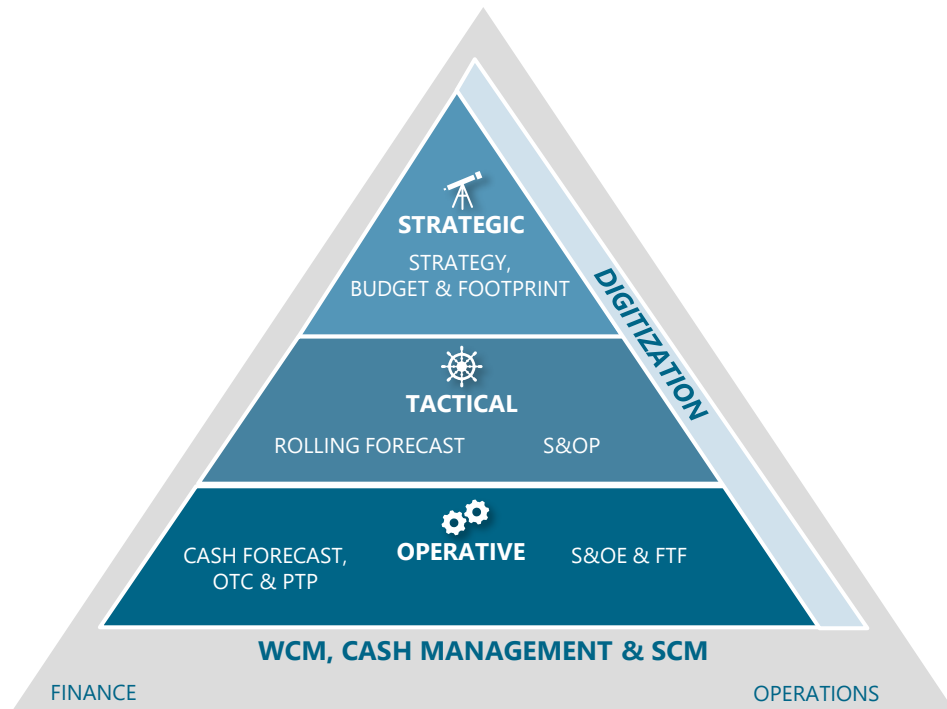 STRATEGIC
STRATEGY,
BUDGET & FOOTPRINT
DIGITIZATION
TACTICAL
ROLLING FORECAST
S&OP
OPERATIVE
CASH FORECAST,
OTC & PTP
S&OE & FTF
WCM, CASH MANAGEMENT & SCM
FINANCE
OPERATIONS